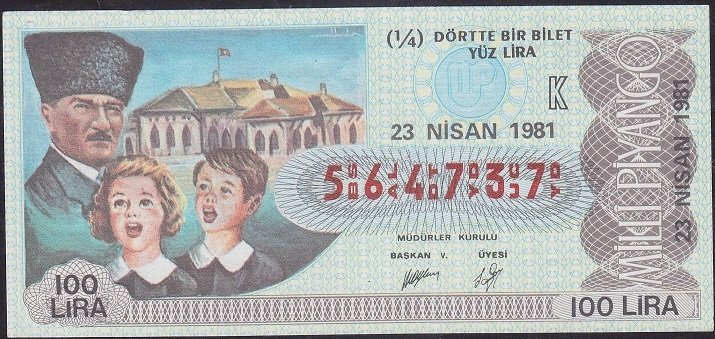 (1/4) DÖRTTE BİR BİLET
YÜZ LİRA
MP
K
23 NİSAN 1981
5 6 4 7 3 7
MÜDÜRLER KURULU
BAŞKAN V. ÜYESİ
100
LİRA
100 LİRA
MİLLİ PİYANGO
23 NİSAN 1981